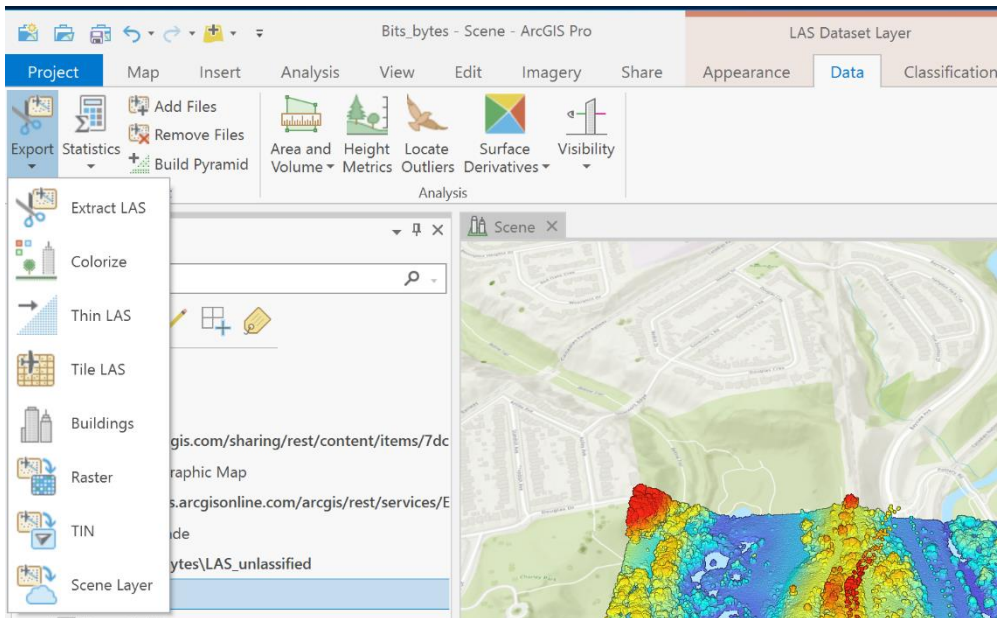 Bits_bytes - Scene - ArcGIS Pro
LAS Dataset Layer
Project Map Insert Analysis View Edit Imagery Share Appearance Data Classification
Export Statistics
Add Files
Remove Files
Build Pyramid
Area and Volume
Height Metrics
Locate Outliers
Surface Derivatives
Visibility
Analysis
Extract LAS
Colorize
Thin LAS
Tile LAS
Buildings
Raster
TIN
Scene Layer
Scene
gis.com/sharing/rest/content/items/7dc
raphic Map
s.arcgisonline.com/arcgis/rest/services/E
de
ytes\LAS_unlassified